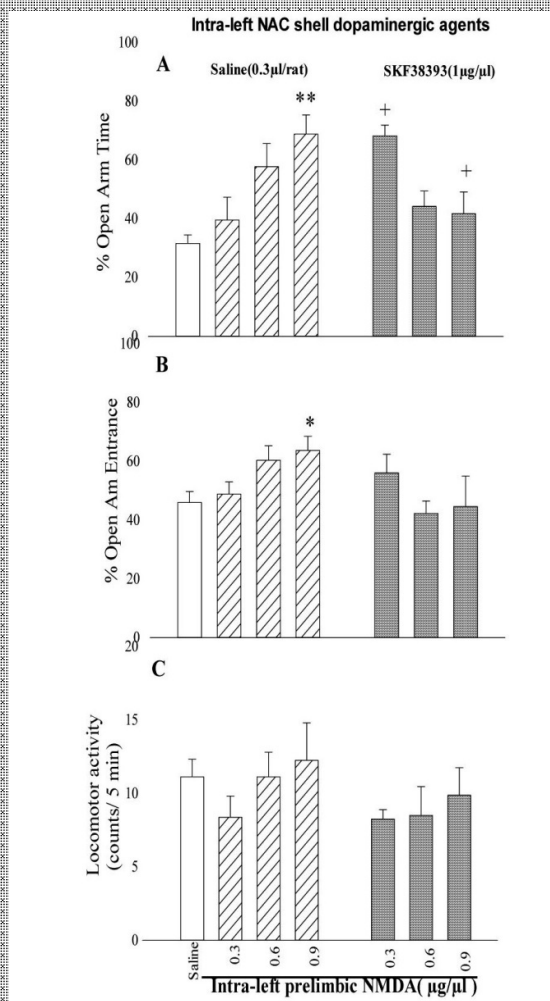 Intra-left NAC shell dopaminergic agents
A
Saline(0.3µl/rat)
SKF38393(1µg/µl)
100
80
60
40
20
0
% Open Arm Time
**
+
+
B
100
80
60
40
20
0
% Open Am Entrance
*
C
20
15
10
5
0
Locomotor activity
(counts/ 5 min)
Saline
0.3
0.6
0.9
0.3
0.6
0.9
Intra-left prelimbic NMDA( µg/µl)